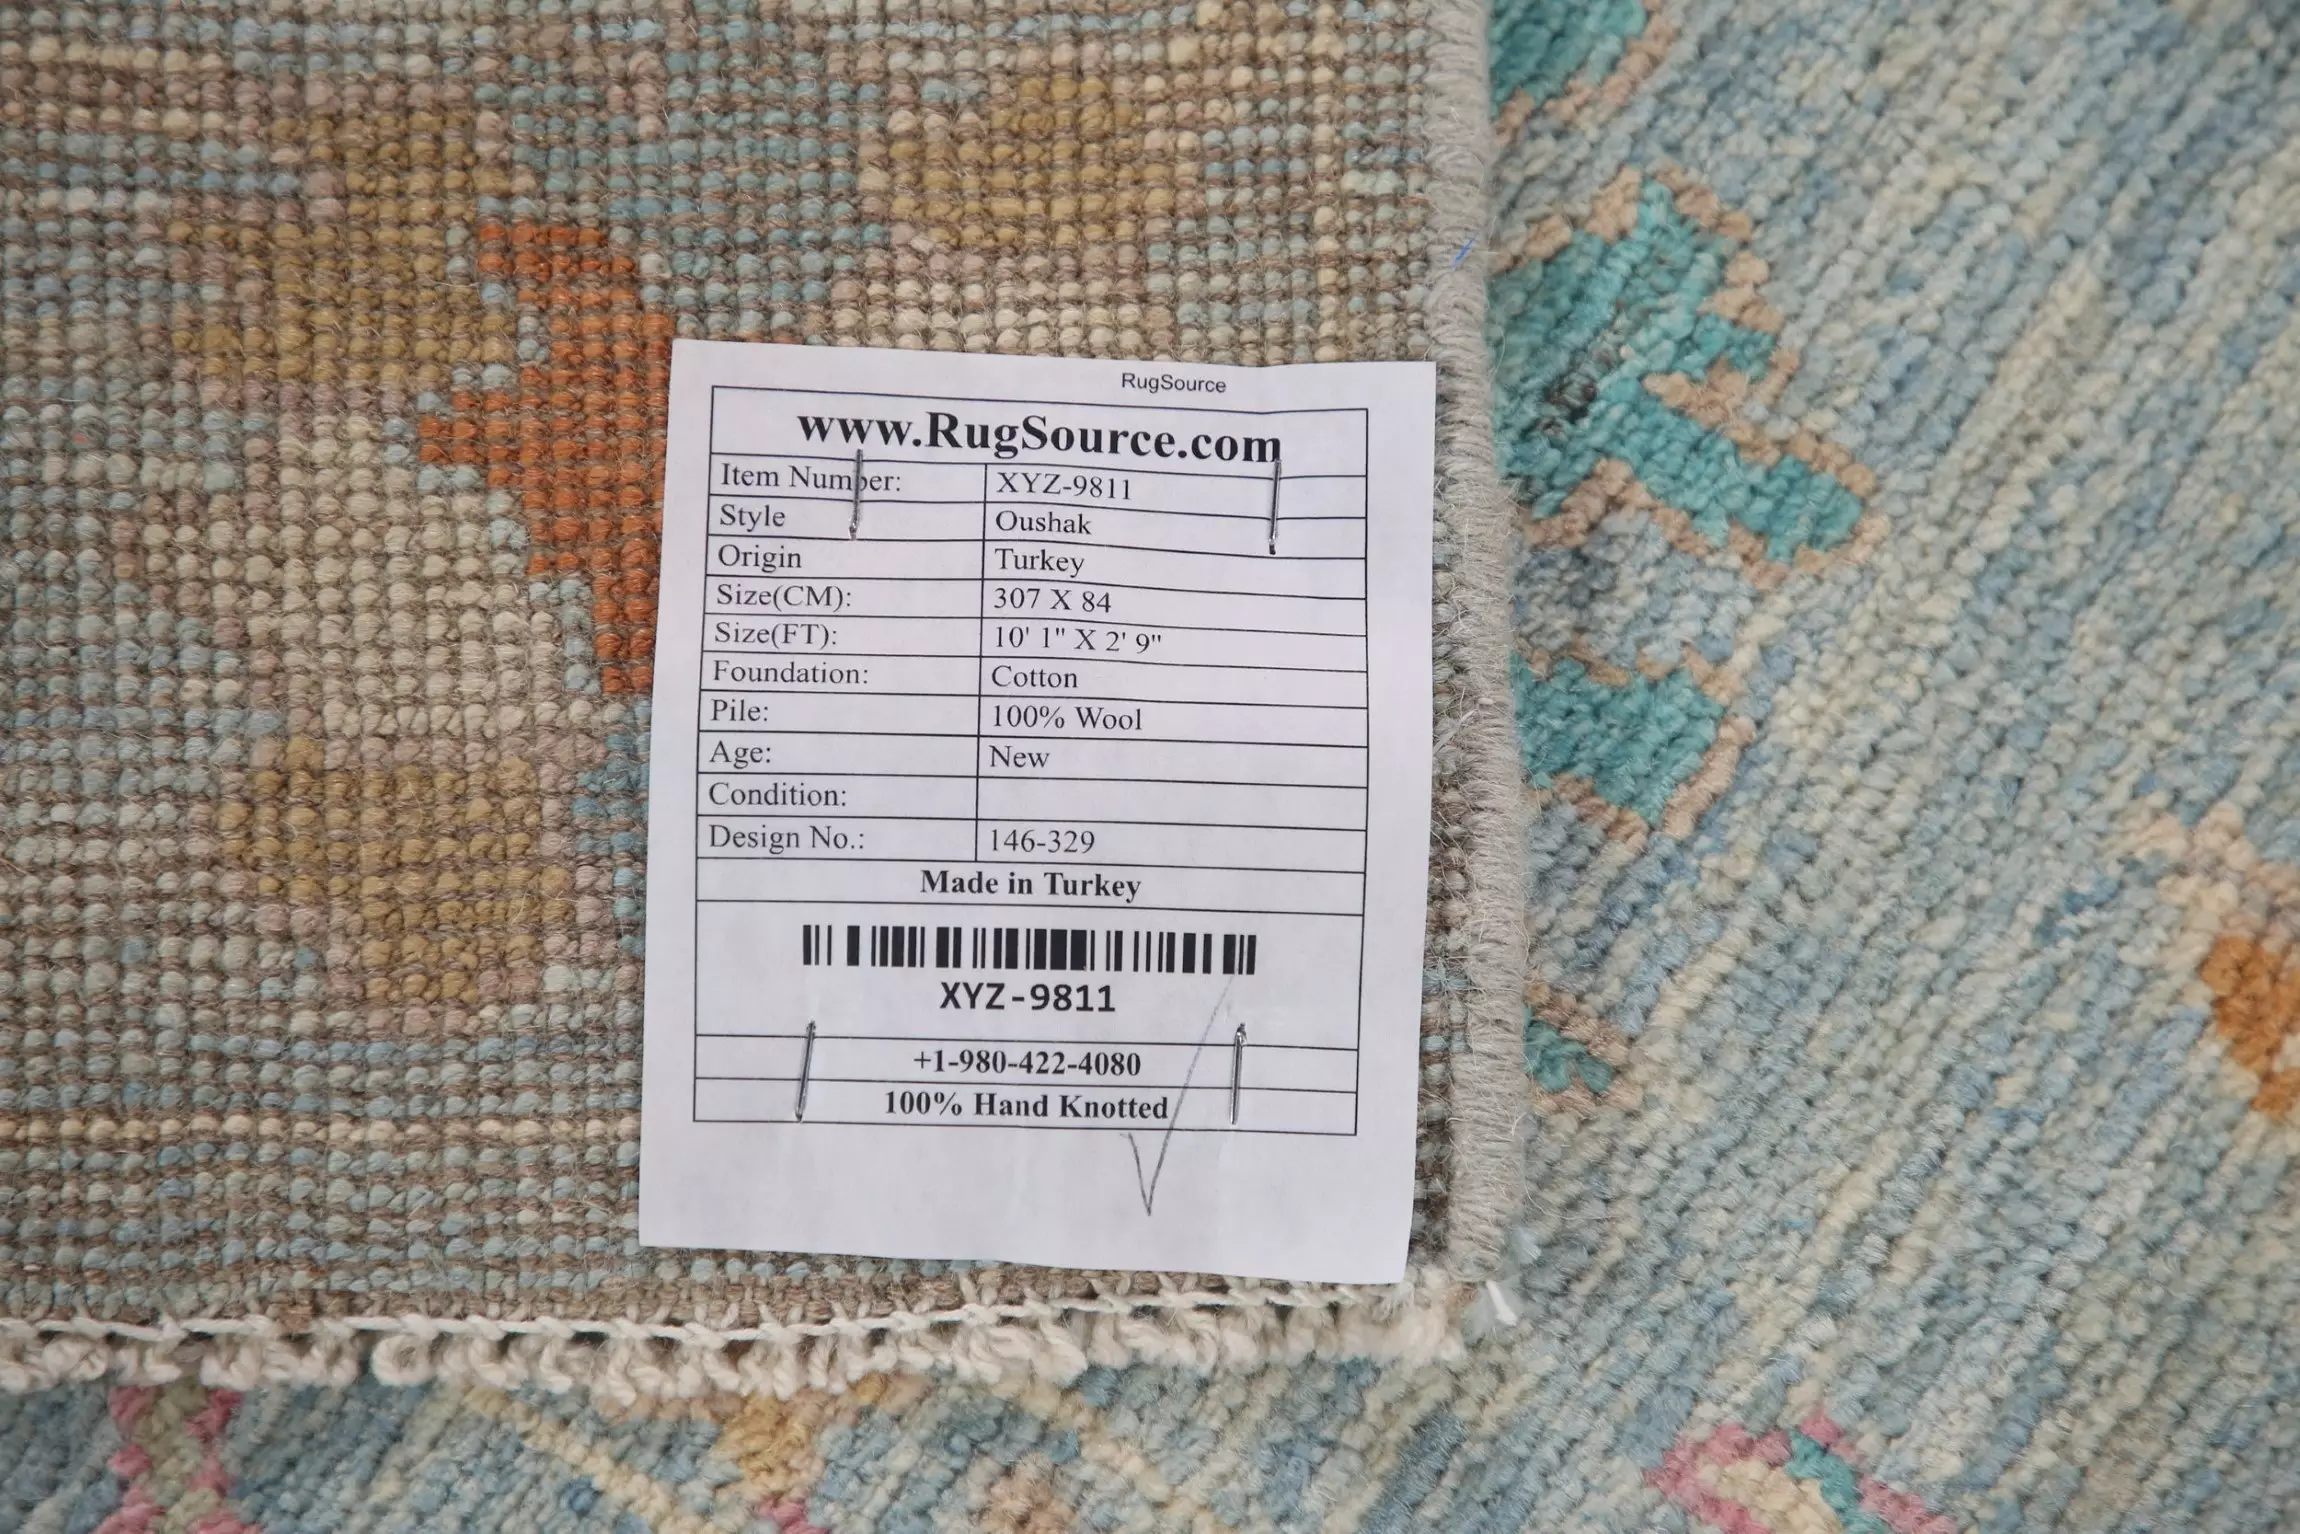 RugSource
www.RugSource.com
Item Number: XYZ-9811
Style Oushak
Origin Turkey
Size(CM): 307 X 84
Size(FT): 10' 1" X 2' 9"
Foundation: Cotton
Pile: 100% Wool
Age: New
Condition:
Design No.: 146-329
Made in Turkey
XYZ-9811
+1-980-422-4080
100% Hand Knotted